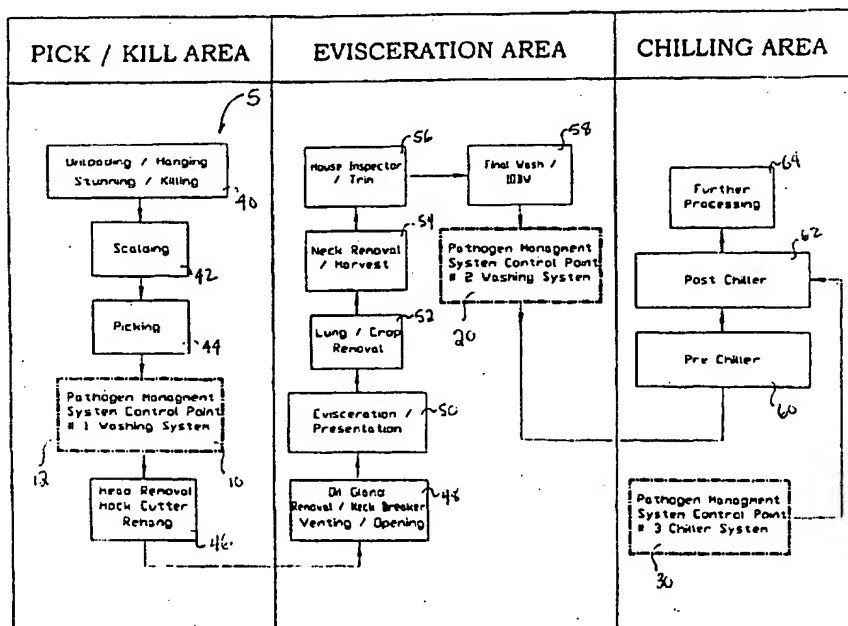 PICK / KILL AREA
5
Unloading / Hanging
Stunning / Killing
40
Scalding
42
Picking
44
Pathogen Managment
System Control Point
# 1 Washing System
12
10
Head Removal
Hock Cutter
Rehang
46
EVISCERATION AREA
56
House Inspector
/ Trim
58
Final Wash /
IOBW
54
Neck Removal
/ Harvest
Pathogen Managment
System Control Point
# 2 Washing System
20
52
Lung / Crop
Removal
50
Evisceration /
Presentation
48
Oil Gland
Removal / Neck Breaker
Venting / Opening
CHILLING AREA
64
Further
Processing
62
Post Chiller
Pre Chiller
60
Pathogen Managment
System Control Point
# 3 Chiller System
30